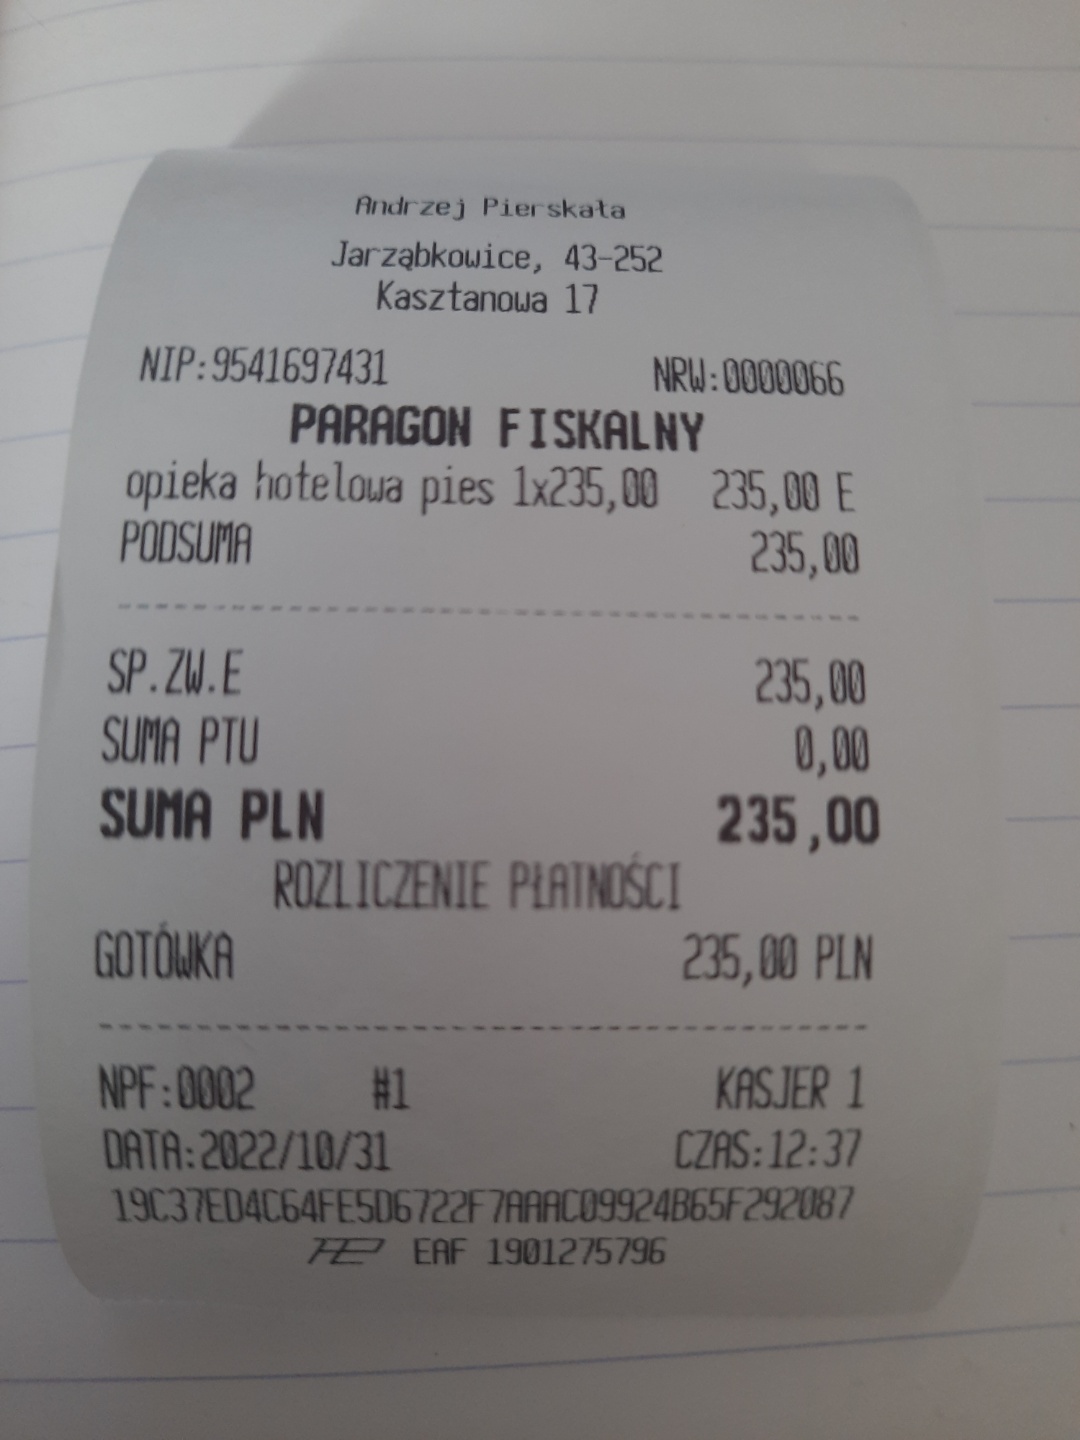 Andrzej Pierskała
Jarząbkowice, 43-252
Kasztanowa 17
NIP:9541697431 NRW:0000066
PARAGON FISKALNY
opieka hotelowa pies 1x235,00 235,00 E
PODSUMA 235,00
SP.ZW.E 235,00
SUMA PTU 0,00
SUMA PLN 235,00
ROZLICZENIE PŁATNOŚCI
GOTÓWKA 235,00 PLN
NPF:0002 #1 KASJER 1
DATA:2022/10/31 CZAS:12:37
19C37ED4C64FE5D6722F7AAAC09924B65F292087
EAF 1901275796